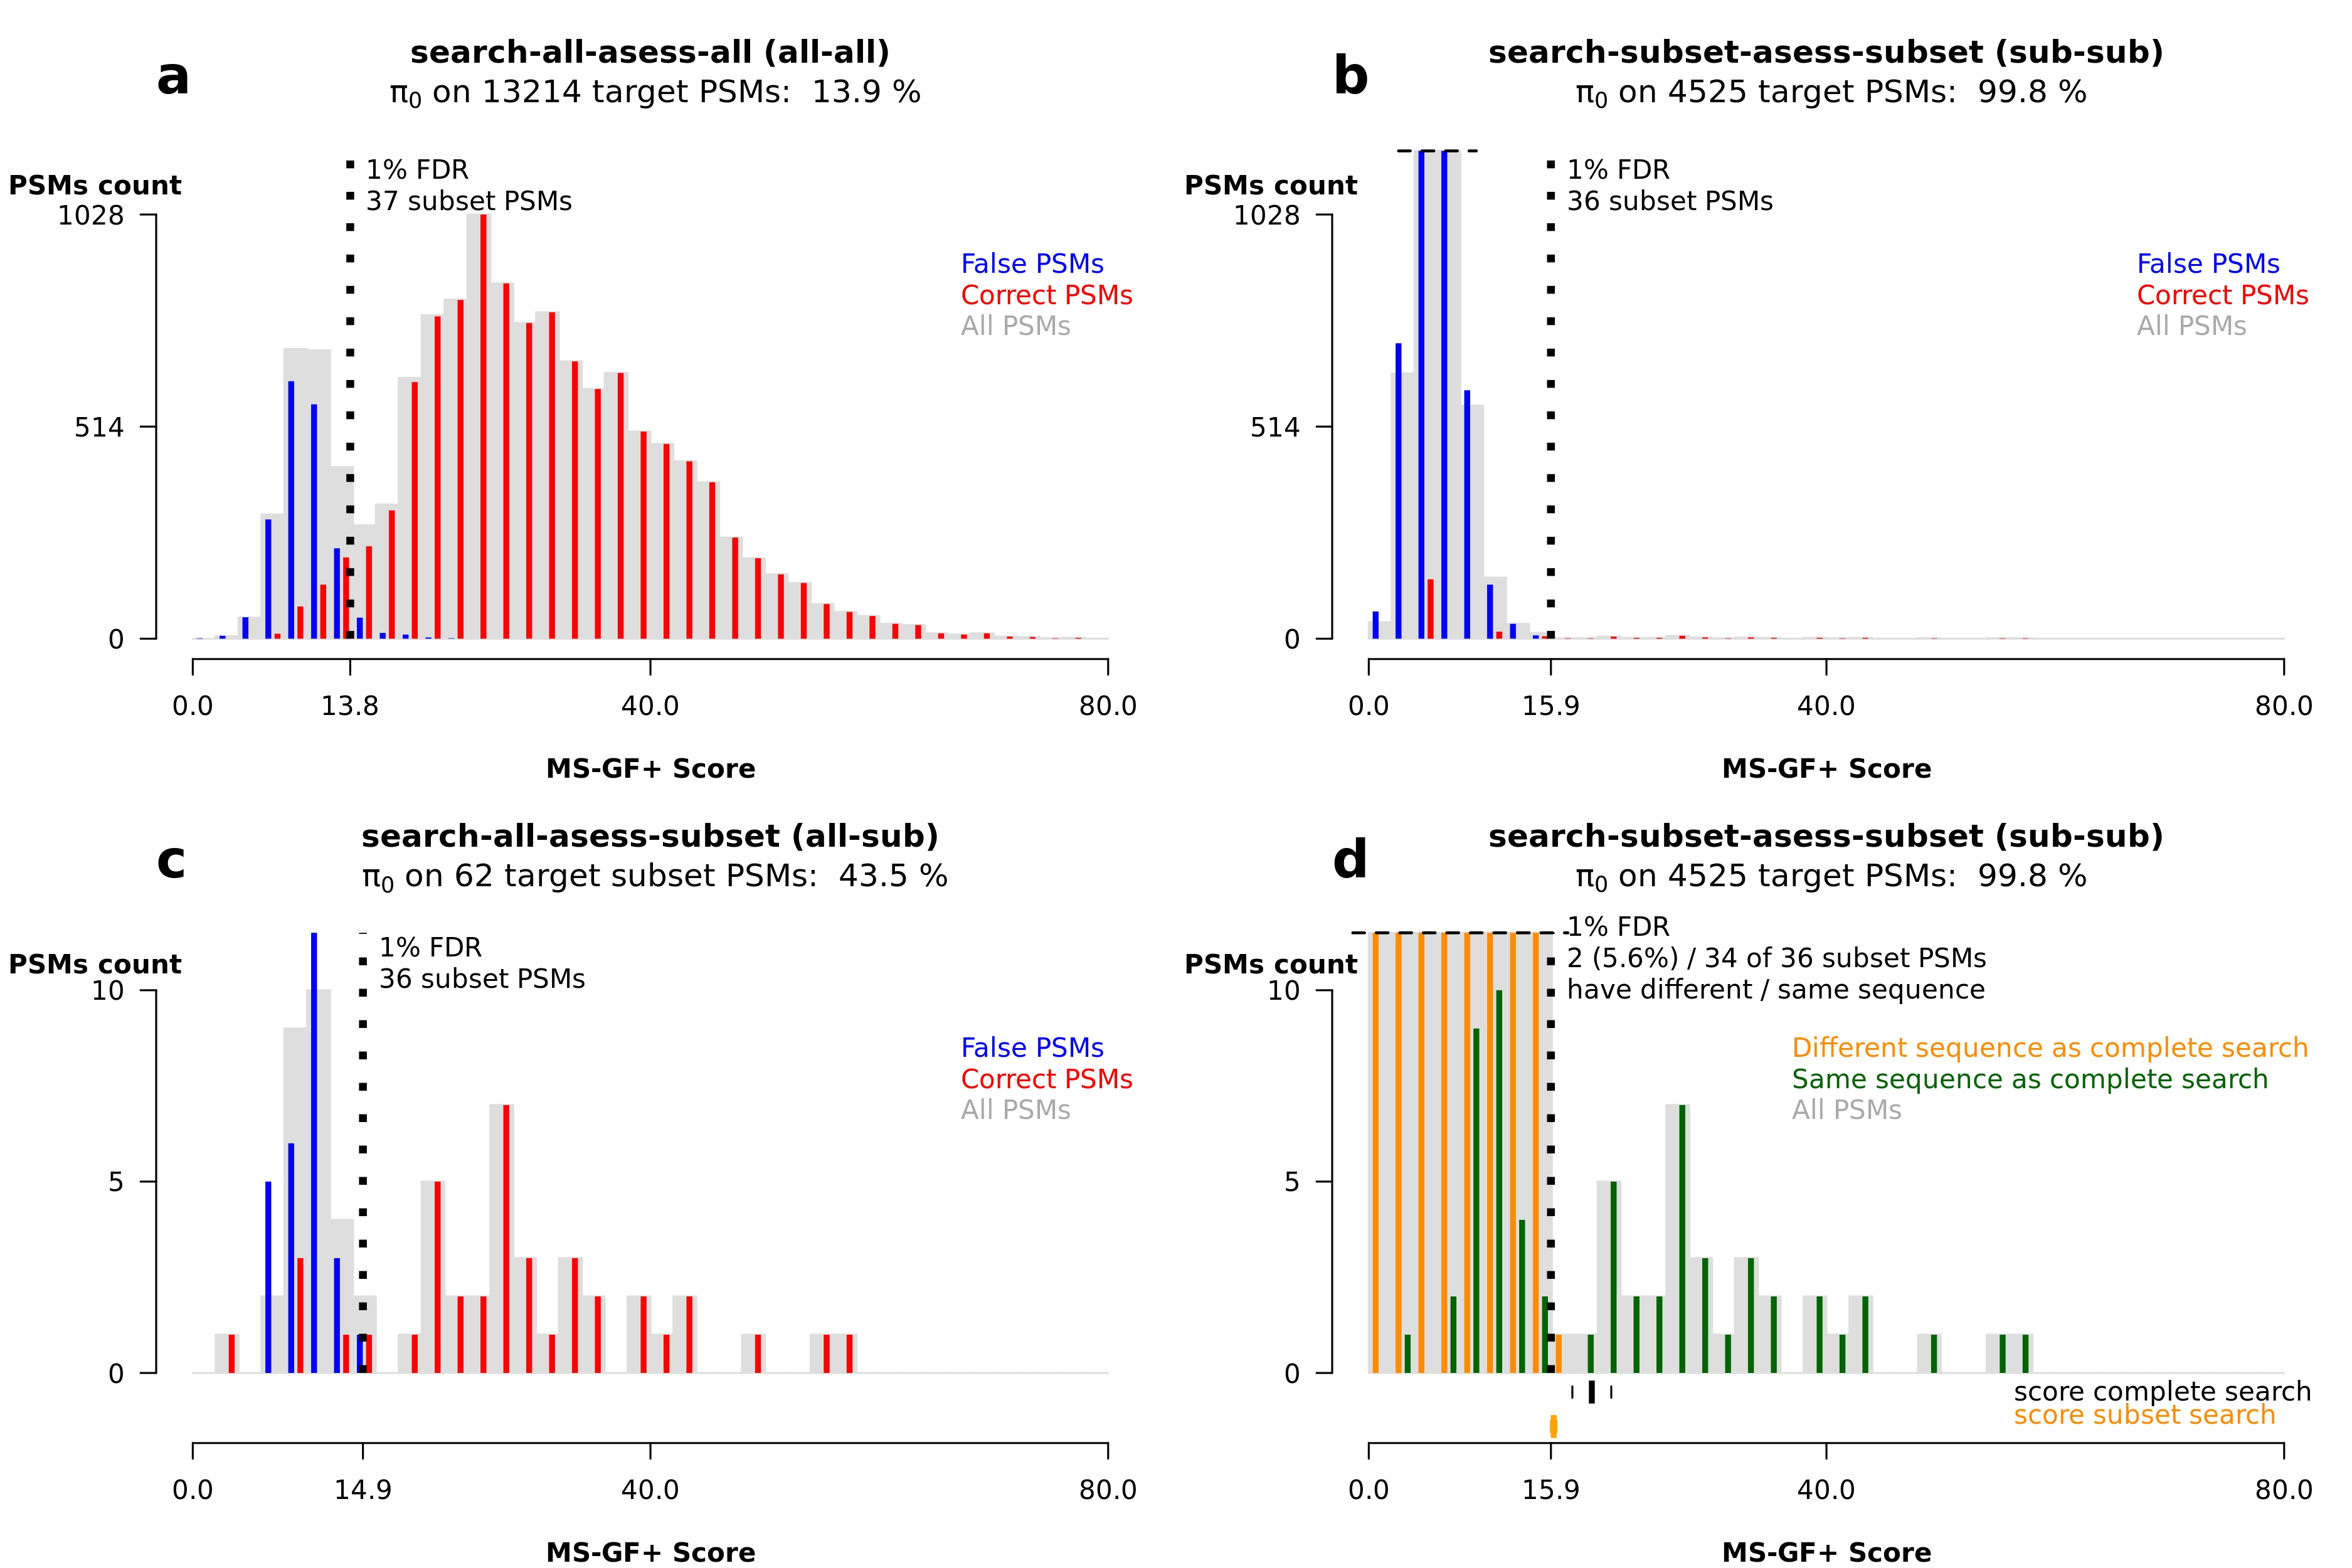 a
search-all-asess-all (all-all)
π0 on 13214 target PSMs: 13.9 %
PSMs count
1028
514
0
1% FDR
37 subset PSMs
False PSMs
Correct PSMs
All PSMs
0.0
13.8
40.0
80.0
MS-GF+ Score
b
search-subset-asess-subset (sub-sub)
π0 on 4525 target PSMs: 99.8 %
PSMs count
1028
514
0
1% FDR
36 subset PSMs
False PSMs
Correct PSMs
All PSMs
0.0
15.9
40.0
80.0
MS-GF+ Score
c
search-all-asess-subset (all-sub)
π0 on 62 target subset PSMs: 43.5 %
PSMs count
10
5
0
1% FDR
36 subset PSMs
False PSMs
Correct PSMs
All PSMs
0.0
14.9
40.0
80.0
MS-GF+ Score
d
search-subset-asess-subset (sub-sub)
π0 on 4525 target PSMs: 99.8 %
PSMs count
10
5
0
1% FDR
2 (5.6%) / 34 of 36 subset PSMs
have different / same sequence
Different sequence as complete search
Same sequence as complete search
All PSMs
score complete search
score subset search
0.0
15.9
40.0
80.0
MS-GF+ Score